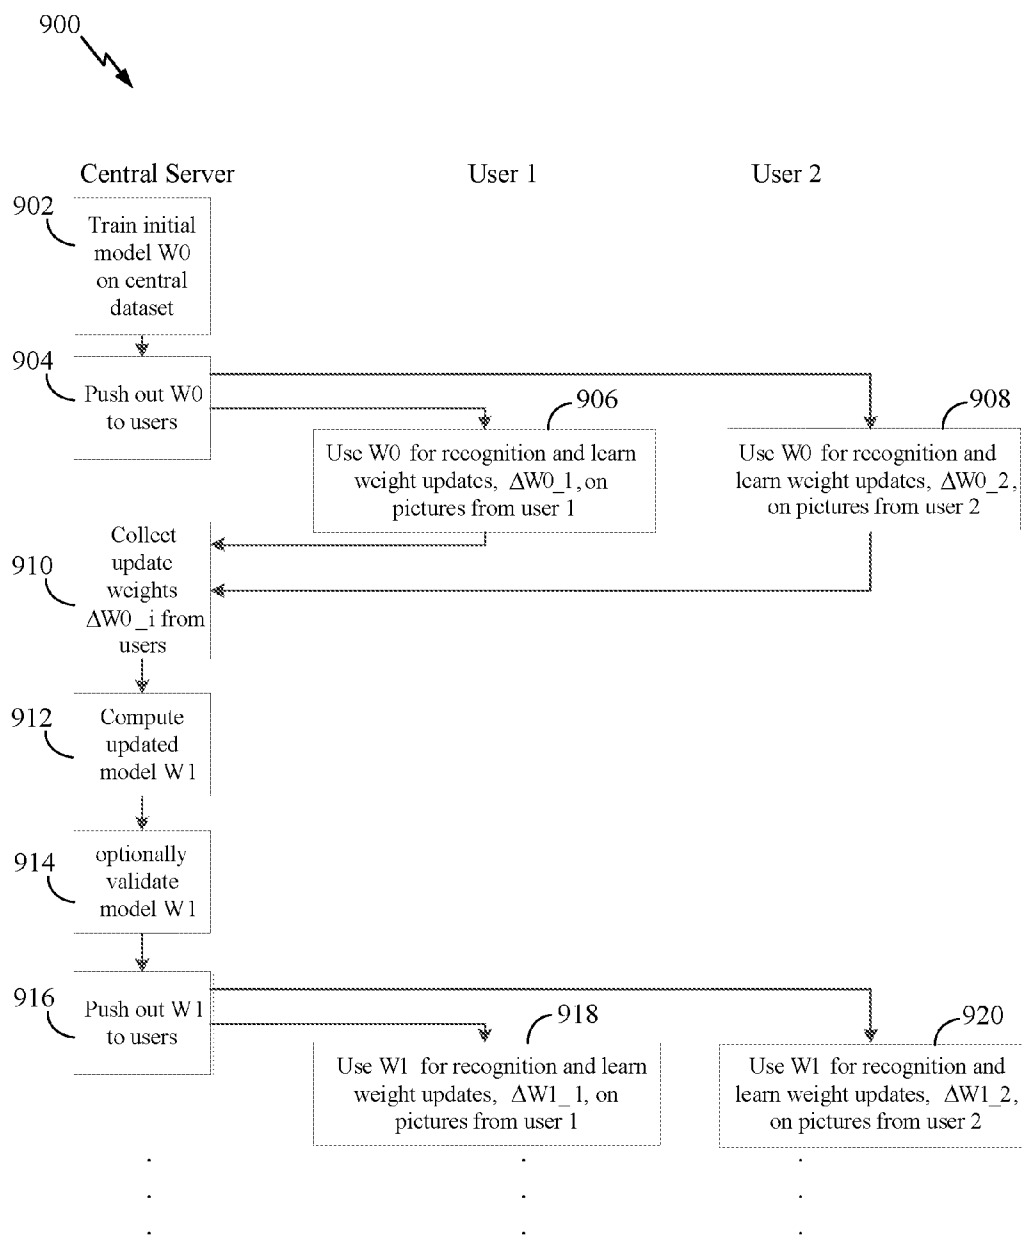 900
Central Server
User 1
User 2
902
Train initial
model W0
on central
dataset
904
Push out W0
to users
906
Use W0 for recognition and learn
weight updates, ΔW0_1, on
pictures from user 1
908
Use W0 for recognition and
learn weight updates, ΔW0_2,
on pictures from user 2
910
Collect
update
weights
ΔW0_i from
users
912
Compute
updated
model W1
914
optionally
validate
model W1
916
Push out W1
to users
918
Use W1 for recognition and learn
weight updates, ΔW1_1, on
pictures from user 1
920
Use W1 for recognition and
learn weight updates, ΔW1_2,
on pictures from user 2